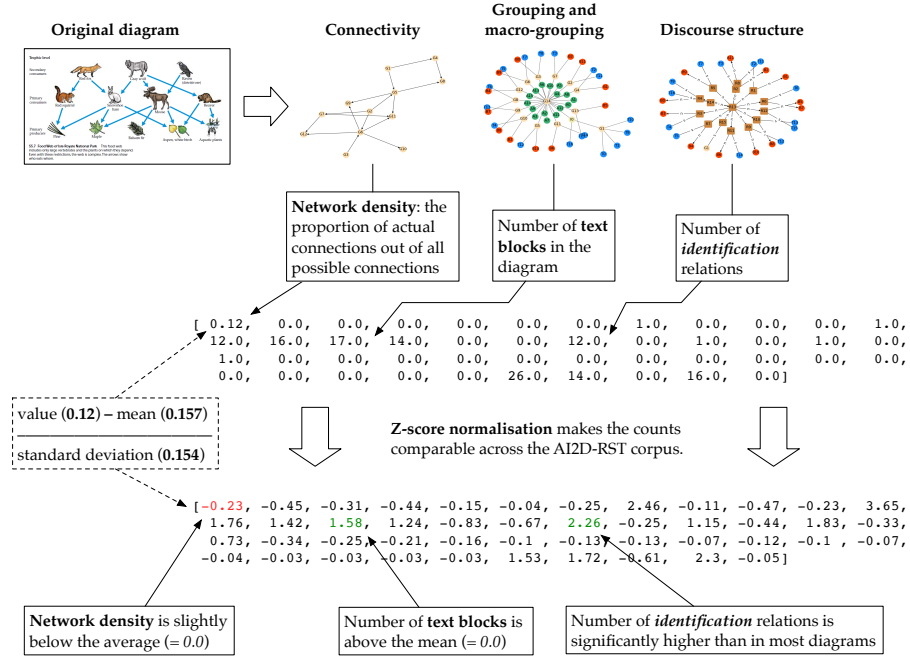 Original diagram
Connectivity
Grouping and
macro-grouping
Discourse structure
Network density: the
proportion of actual
connections out of all
possible connections
Number of text
blocks in the
diagram
Number of
identification
relations
[ 0.12, 0.0, 0.0, 0.0, 0.0, 0.0, 0.0, 1.0, 0.0, 0.0, 0.0, 1.0,
12.0, 16.0, 17.0, 14.0, 0.0, 0.0, 12.0, 0.0, 1.0, 0.0, 1.0, 0.0,
1.0, 0.0, 0.0, 0.0, 0.0, 0.0, 0.0, 0.0, 0.0, 0.0, 0.0, 0.0,
0.0, 0.0, 0.0, 0.0, 0.0, 26.0, 14.0, 0.0, 16.0, 0.0]
value (0.12) – mean (0.157)
standard deviation (0.154)
Z-score normalisation makes the counts
comparable across the AI2D-RST corpus.
[-0.23, -0.45, -0.31, -0.44, -0.15, -0.04, -0.25, 2.46, -0.11, -0.47, -0.23, 3.65,
1.76, 1.42, 1.58, 1.24, -0.83, -0.67, 2.26, -0.25, 1.15, -0.44, 1.83, -0.33,
0.73, -0.34, -0.25, -0.21, -0.16, -0.1 , -0.13, -0.13, -0.07, -0.12, -0.1 , -0.07,
-0.04, -0.03, -0.03, -0.03, -0.03, 1.53, 1.72, -0.61, 2.3, -0.05]
Network density is slightly
below the average (= 0.0)
Number of text blocks is
above the mean (=0.0)
Number of identification relations is
significantly higher than in most diagrams